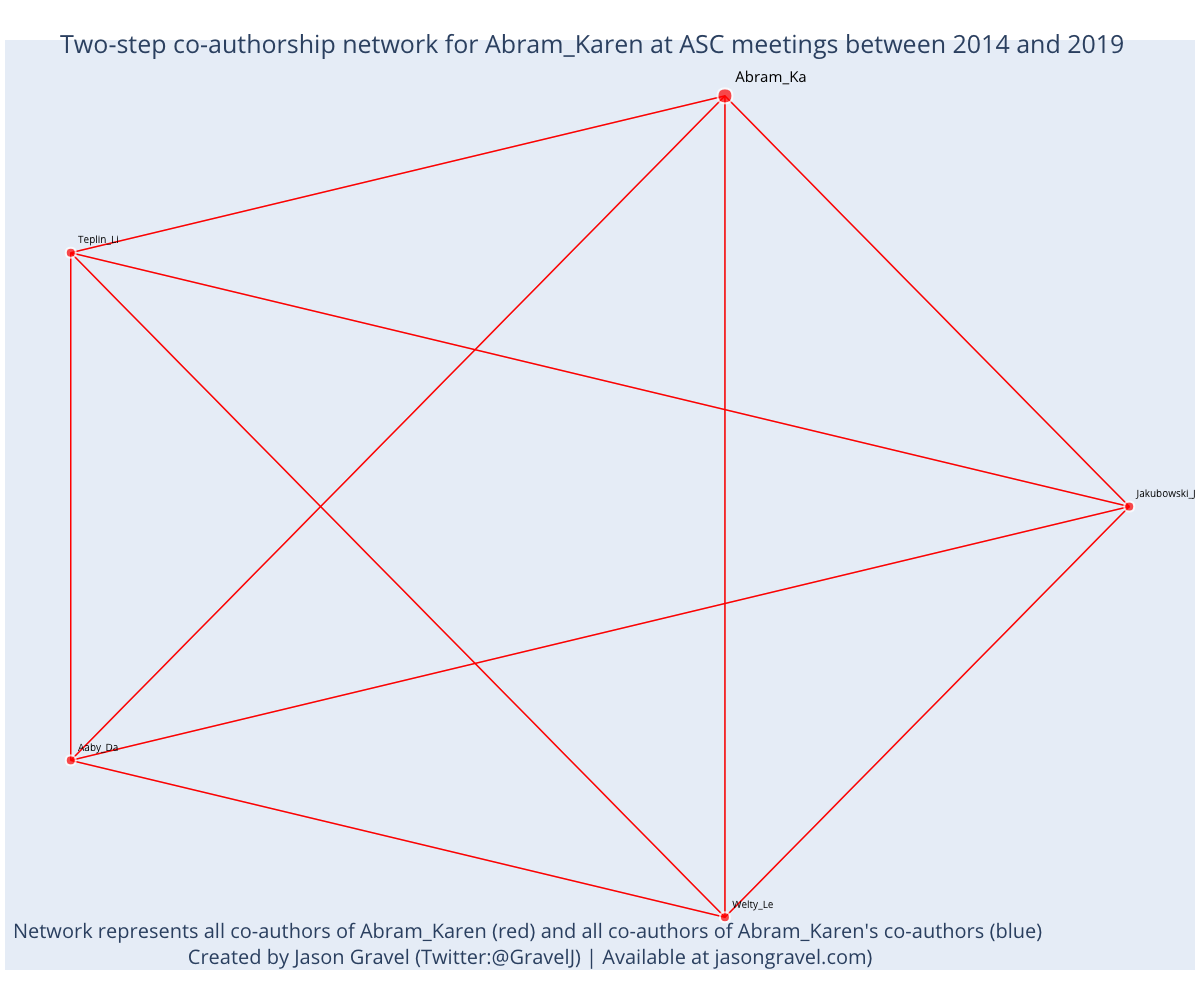 Two-step co-authorship network for Abram_Karen at ASC meetings between 2014 and 2019
Abram_Ka
Teplin_Li
Jakubowski_J
Aaby_Da
Welty_Le
Network represents all co-authors of Abram_Karen (red) and all co-authors of Abram_Karen's co-authors (blue)
Created by Jason Gravel (Twitter:@GravelJ) | Available at jasongravel.com)